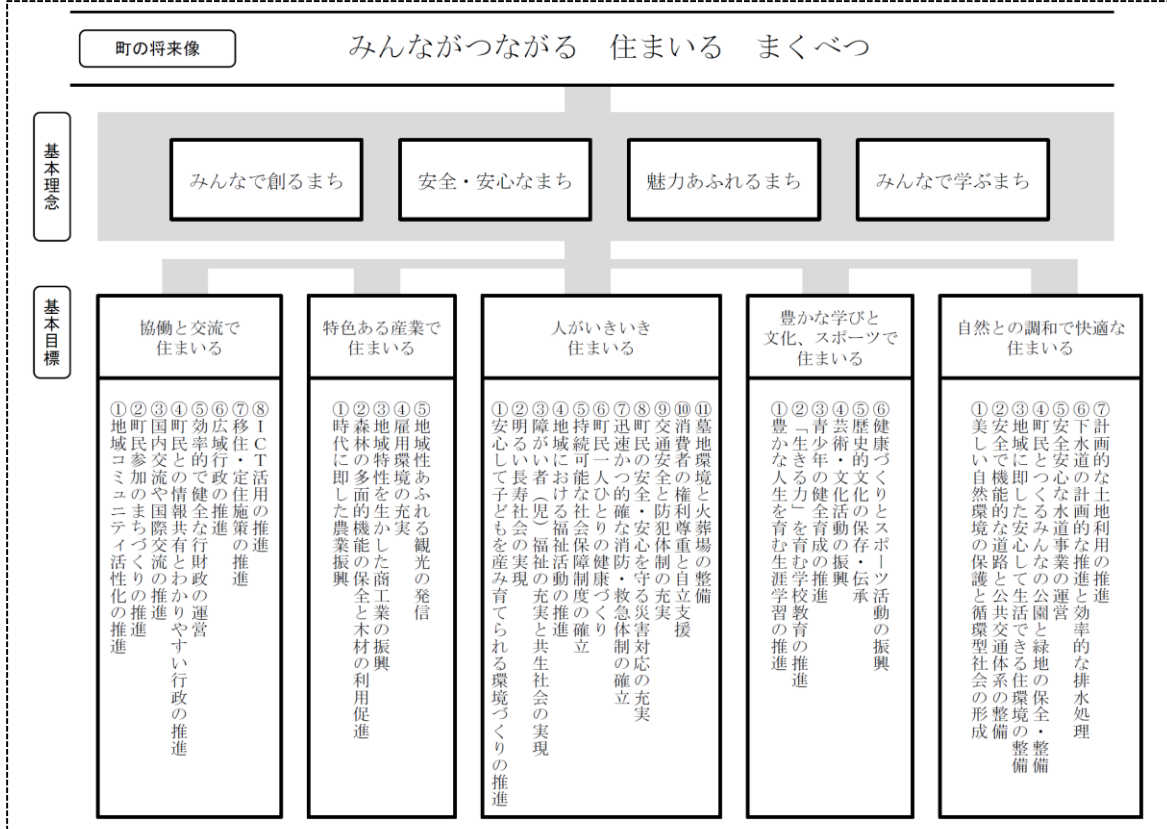 町の将来像
みんながつながる　住まいる　まくべつ
基本理念
みんなで創るまち
安全・安心なまち
魅力あふれるまち
みんなで学ぶまち
基本目標
協働と交流で
住まいる
①地域コミュニティ活性化の推進
②町民参加のまちづくりの推進
③国内交流や国際交流の推進
④町民との情報共有とわかりやすい行政の推進
⑤効率的で健全な行財政の運営
⑥広域行政の推進
⑦移住・定住施策の推進
⑧ＩＣＴ活用の推進
特色ある産業で
住まいる
①時代に即した農業振興
②森林の多面的機能の保全と木材の利用促進
③地域特性を生かした商工業の振興
④雇用環境の充実
⑤地域性あふれる観光の発信
人がいきいき
住まいる
①安心して子どもを産み育てられる環境づくりの推進
②明るい長寿社会の実現
③障がい者（児）福祉の充実と共生社会の実現
④地域における福祉活動の推進
⑤持続可能な社会保障制度の確立
⑥町民一人ひとりの健康づくり
⑦迅速かつ的確な消防・救急体制の確立
⑧町民の安全・安心を守る災害対応の充実
⑨交通安全と防犯体制の充実
⑩消費者の権利尊重と自立支援
⑪墓地環境と火葬場の整備
豊かな学びと
文化、スポーツで
住まいる
①豊かな人生を育む生涯学習の推進
②「生きる力」を育む学校教育の推進
③青少年の健全育成の推進
④芸術・文化活動の振興
⑤歴史的文化の保存・伝承
⑥健康づくりとスポーツ活動の振興
自然との調和で快適な
住まいる
①美しい自然環境の保護と循環型社会の形成
②安全で機能的な道路と公共交通体系の整備
③地域に即した安心して生活できる住環境の整備
④町民とつくるみんなの公園と緑地の保全・整備
⑤安全安心な水道事業の運営
⑥下水道の計画的な推進と効率的な排水処理
⑦計画的な土地利用の推進